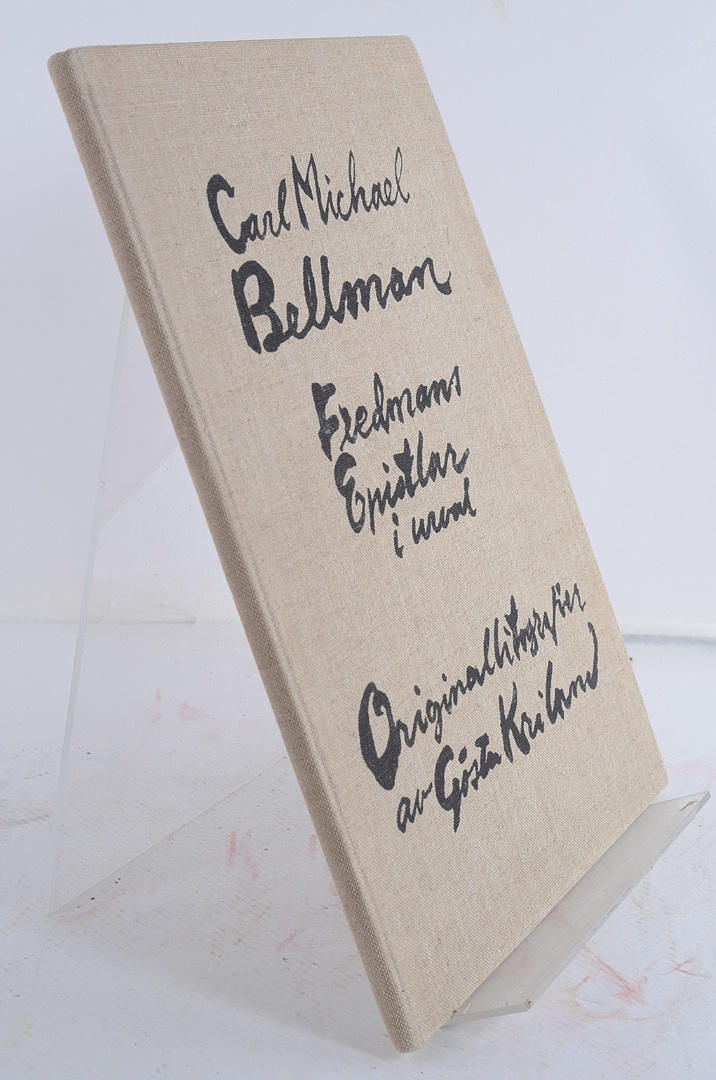 Carl Michael
Bellman
Fredmans
Epistlar
i urval
Originallitografier
av Gösta Kriland